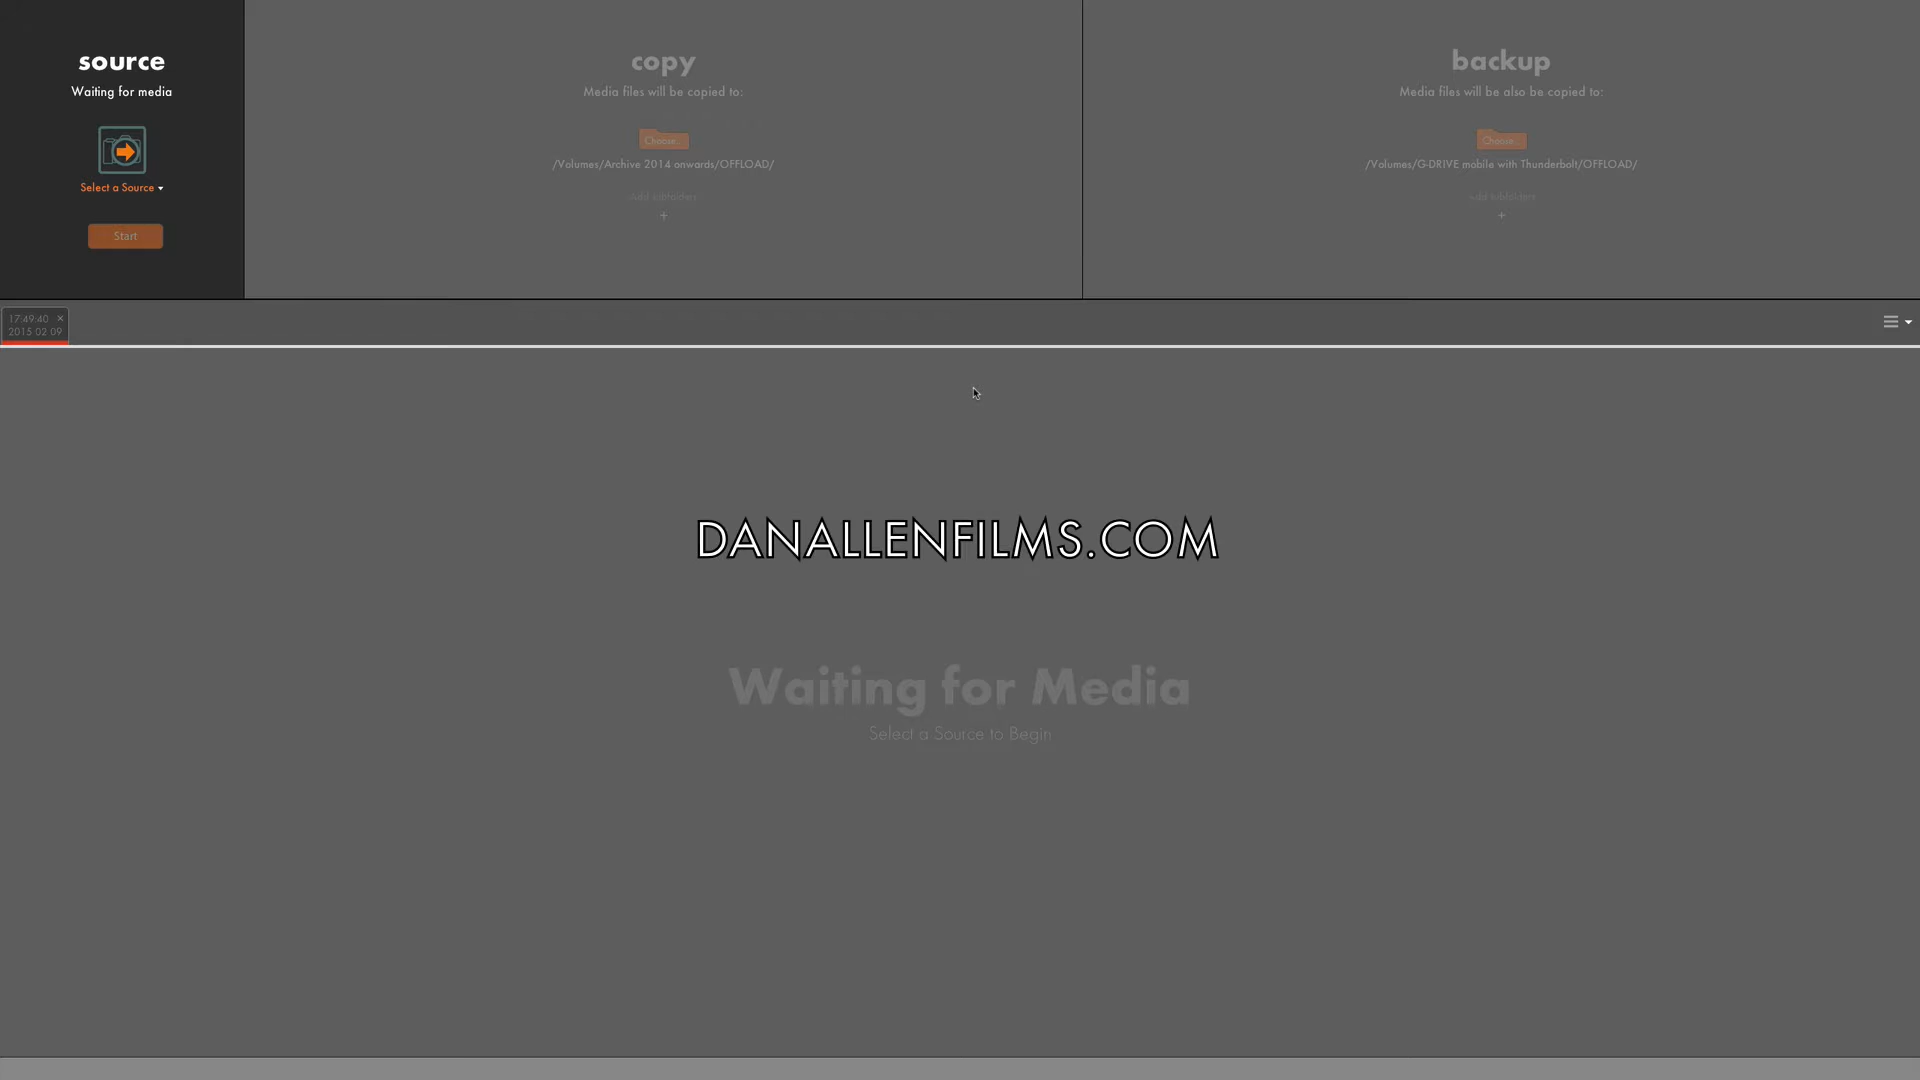 source
Waiting for media
Select a Source
Start
copy
Media files will be copied to:
Choose...
/Volumes/Archive 2014 onwards/OFFLOAD/
Add subfolders
+
backup
Media files will be also be copied to:
Choose...
/Volumes/G-DRIVE mobile with Thunderbolt/OFFLOAD/
Add subfolders
+
17:49:40 ×
2015 02 09
DANALLENFILMS.COM
Waiting for Media
Select a Source to Begin